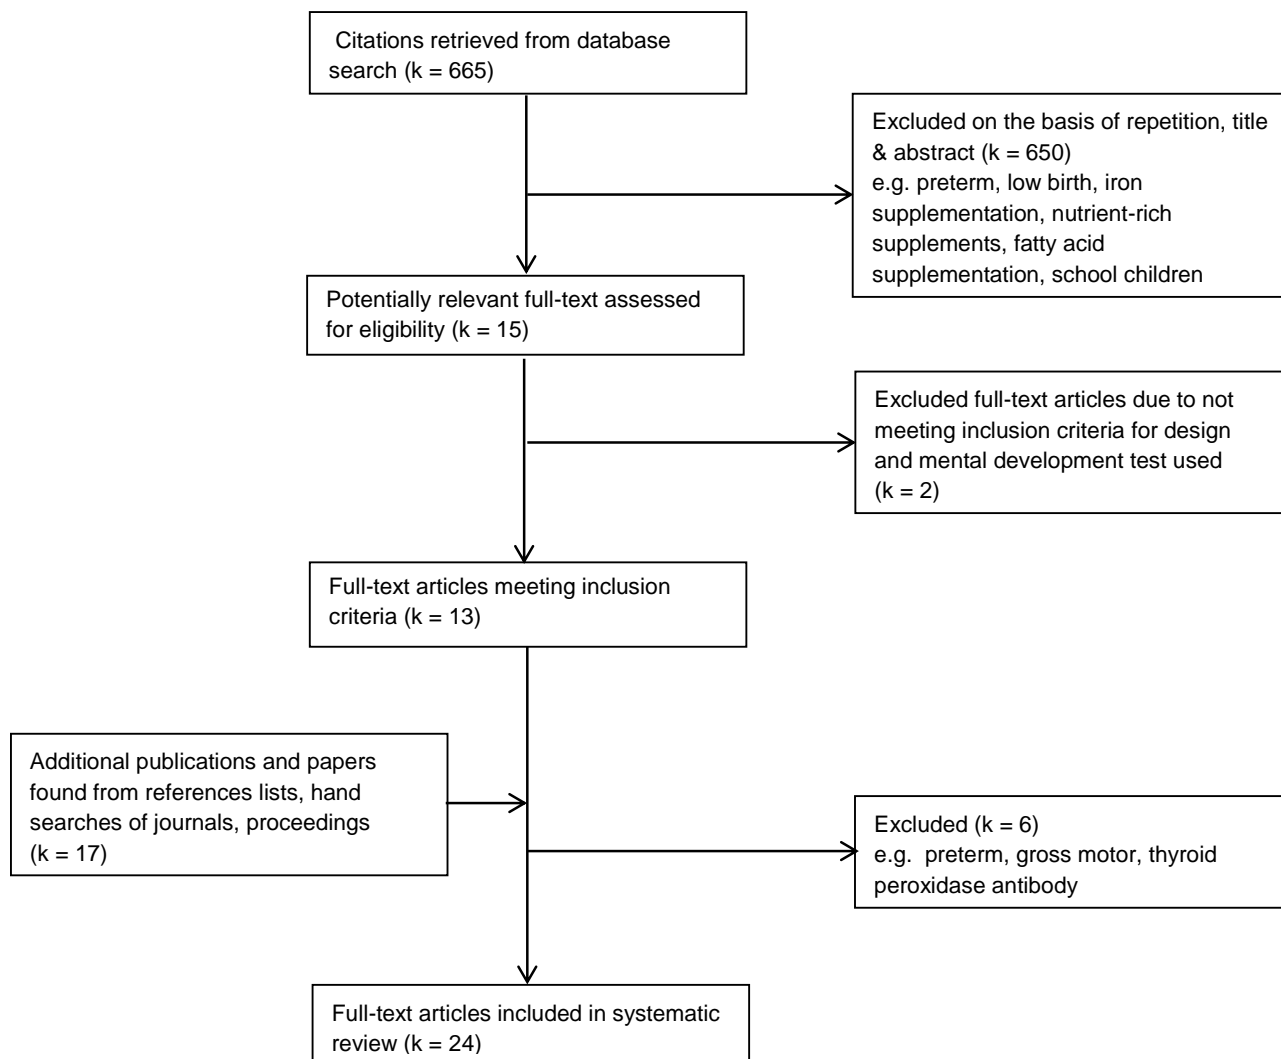 Citations retrieved from database
search (k = 665)
Excluded on the basis of repetition, title
& abstract (k = 650)
e.g. preterm, low birth, iron
supplementation, nutrient-rich
supplements, fatty acid
supplementation, school children
Potentially relevant full-text assessed
for eligibility (k = 15)
Excluded full-text articles due to not
meeting inclusion criteria for design
and mental development test used
(k = 2)
Full-text articles meeting inclusion
criteria (k = 13)
Additional publications and papers
found from references lists, hand
searches of journals, proceedings
(k = 17)
Excluded (k = 6)
e.g. preterm, gross motor, thyroid
peroxidase antibody
Full-text articles included in systematic
review (k = 24)